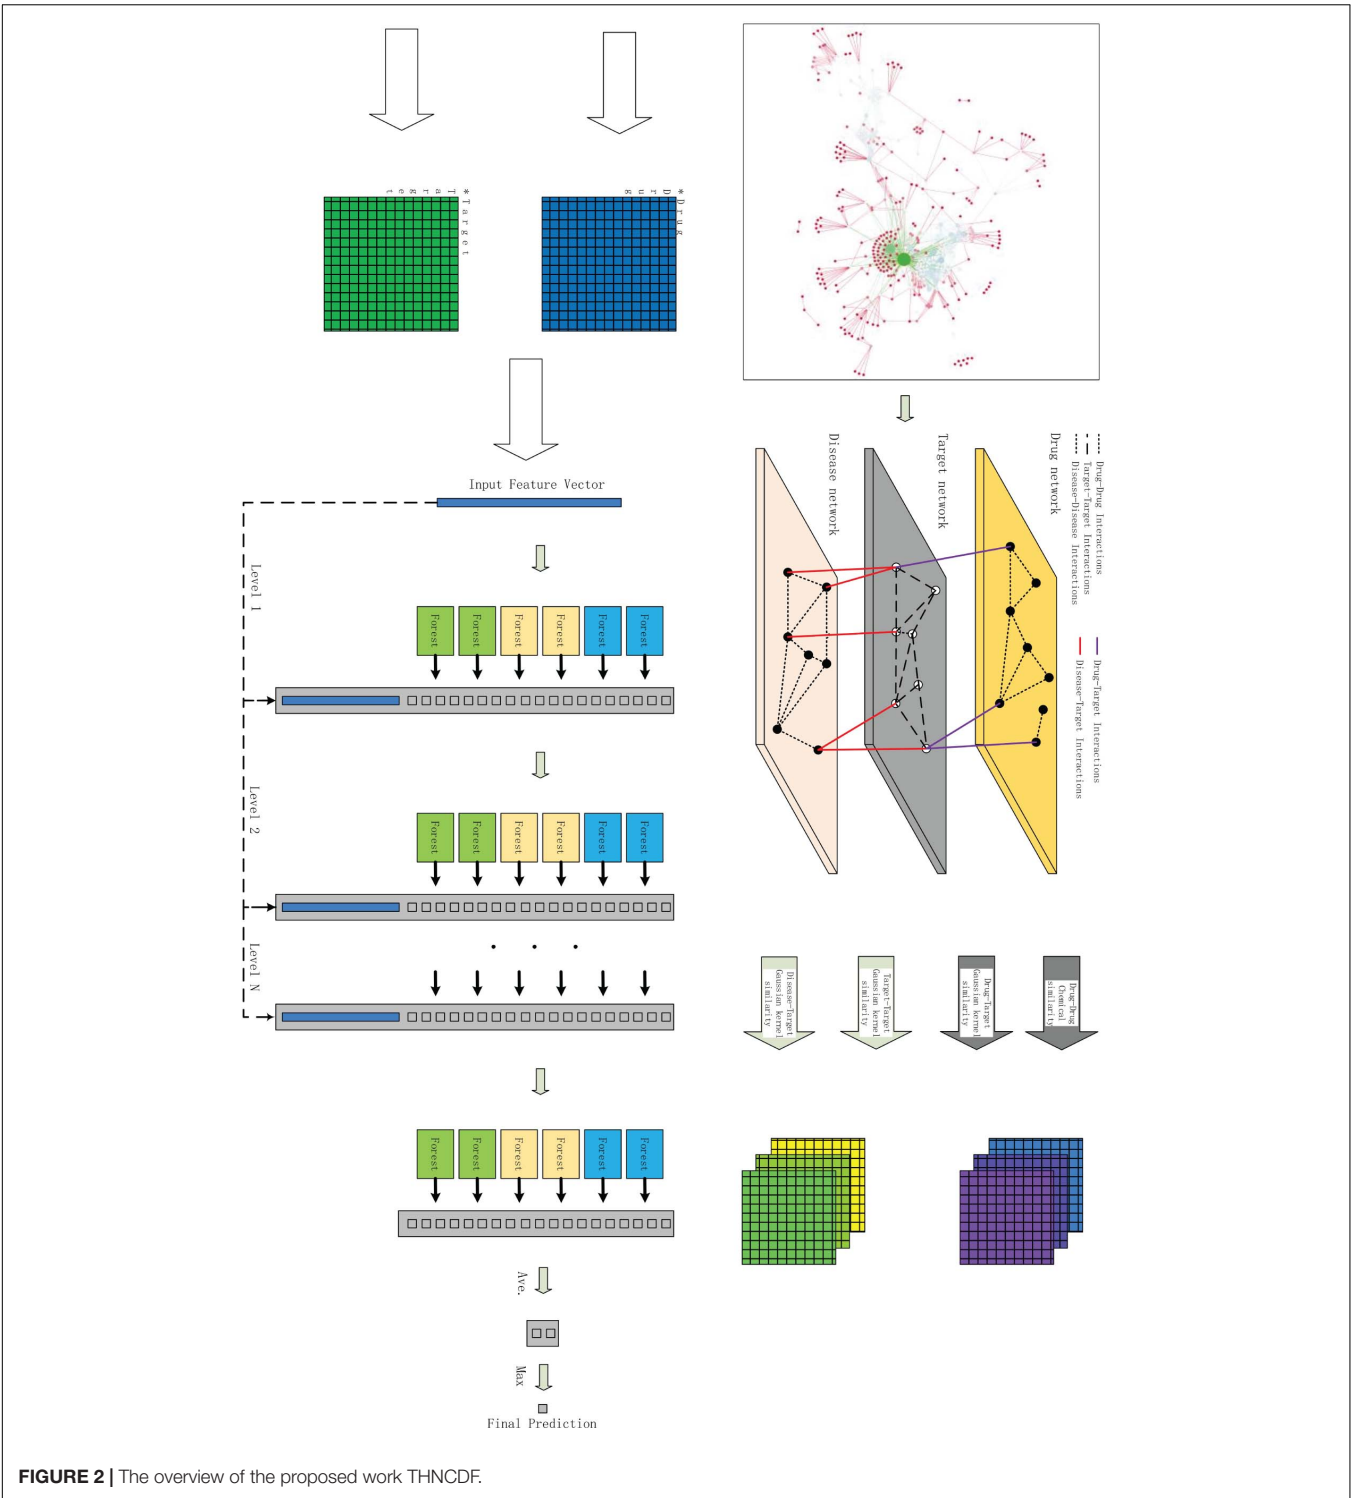 *Target
Target
*Drug
Drug
Input Feature Vector
Level 1
Forest
Forest
Forest
Forest
Forest
Forest
Level 2
Forest
Forest
Forest
Forest
Forest
Forest
. . .
Level N
Forest
Forest
Forest
Forest
Forest
Forest
Ave.
Max
Final Prediction
Drug-Drug Interactions
Target-Target Interactions
Disease-Disease Interactions
Drug-Target Interactions
Disease-Target Interactions
Drug network
Target network
Disease network
Drug-Drug
Chemical
similarity
Drug-Target
Gaussian kernel
similarity
Target-Target
Gaussian kernel
similarity
Disease-Target
Gaussian kernel
similarity
FIGURE 2 | The overview of the proposed work THNCDF.